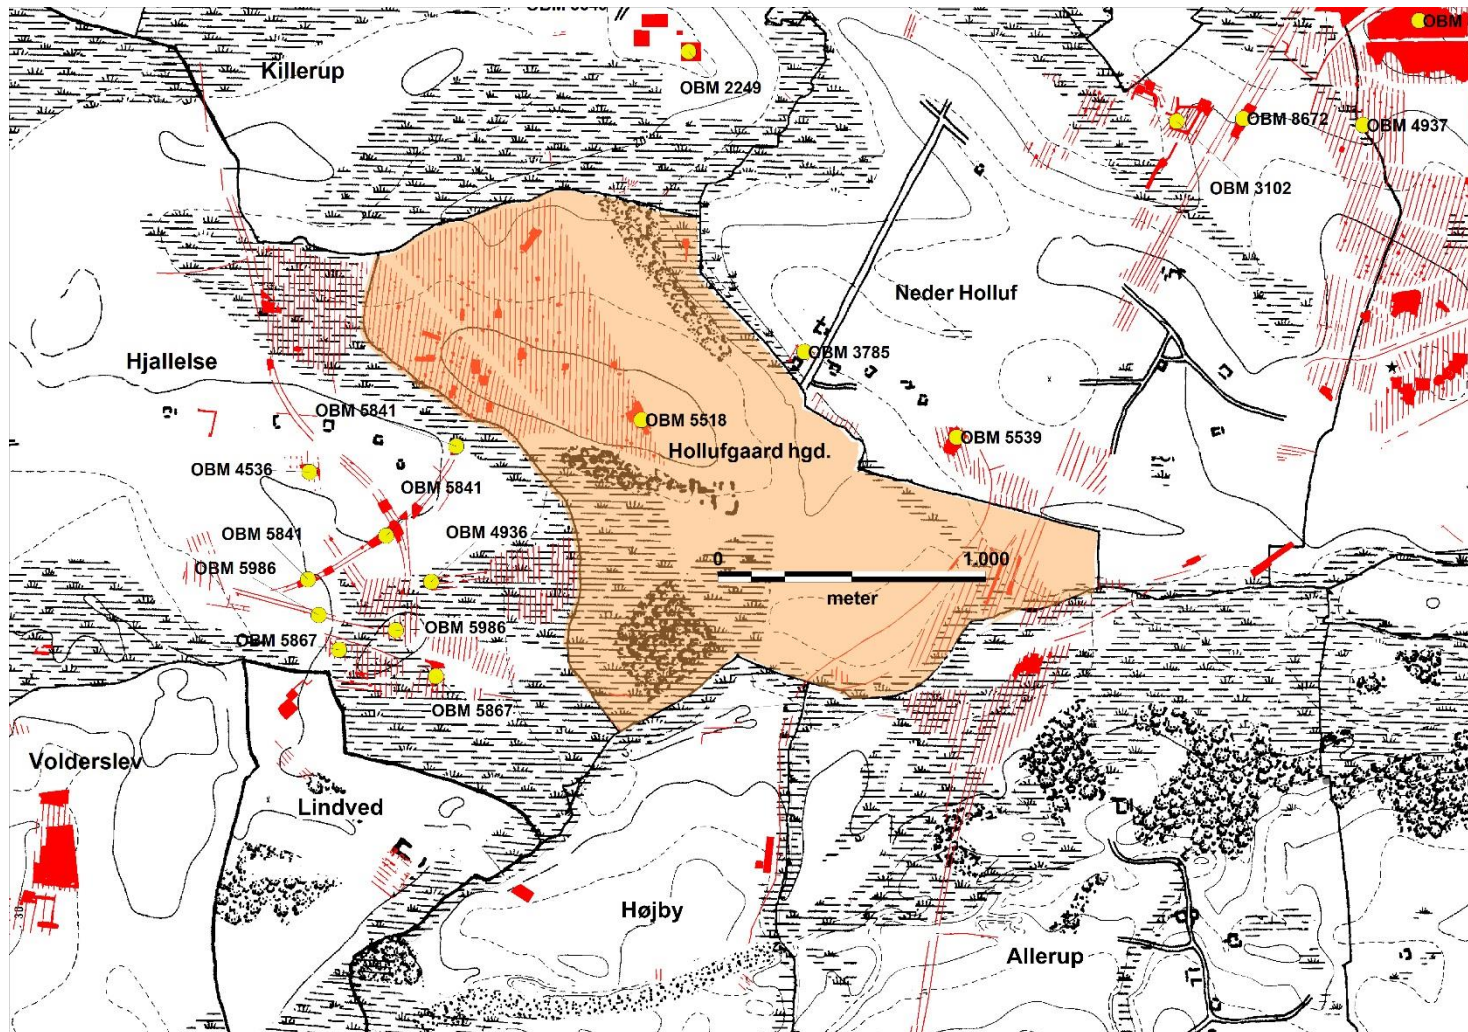 OBM
Killerup
OBM 2249
OBM 8672
OBM 4937
OBM 3102
Neder Holluf
Hjallelse
OBM 3785
OBM 5841
OBM 5518
OBM 5539
Hollufgaard hgd.
OBM 4536
OBM 5841
OBM 5841
OBM 4936
OBM 5986
0
1.000
meter
OBM 5986
OBM 5867
OBM 5867
Volderslev
Lindved
Højby
Allerup
30